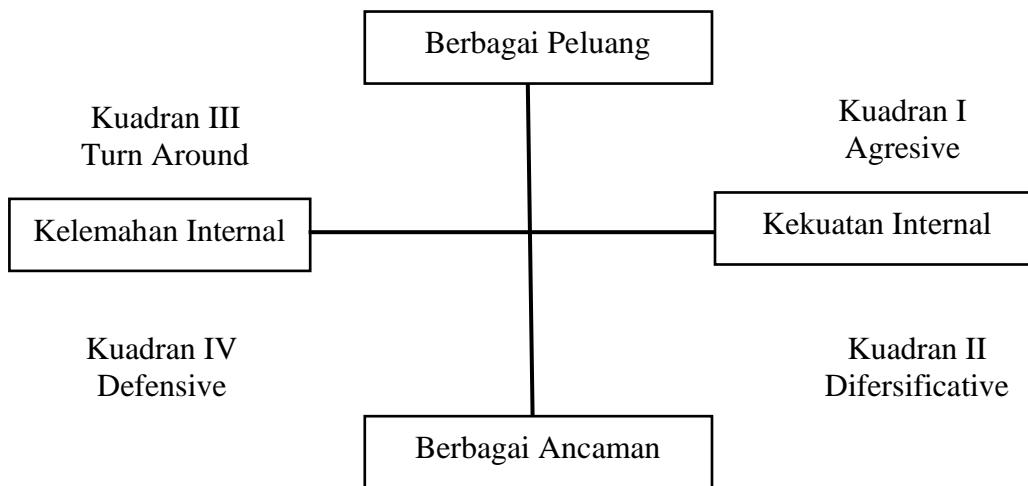 Berbagai Peluang
Kuadran III
Turn Around
Kuadran I
Agresive
Kelemahan Internal
Kekuatan Internal
Kuadran IV
Defensive
Kuadran II
Difersificative
Berbagai Ancaman